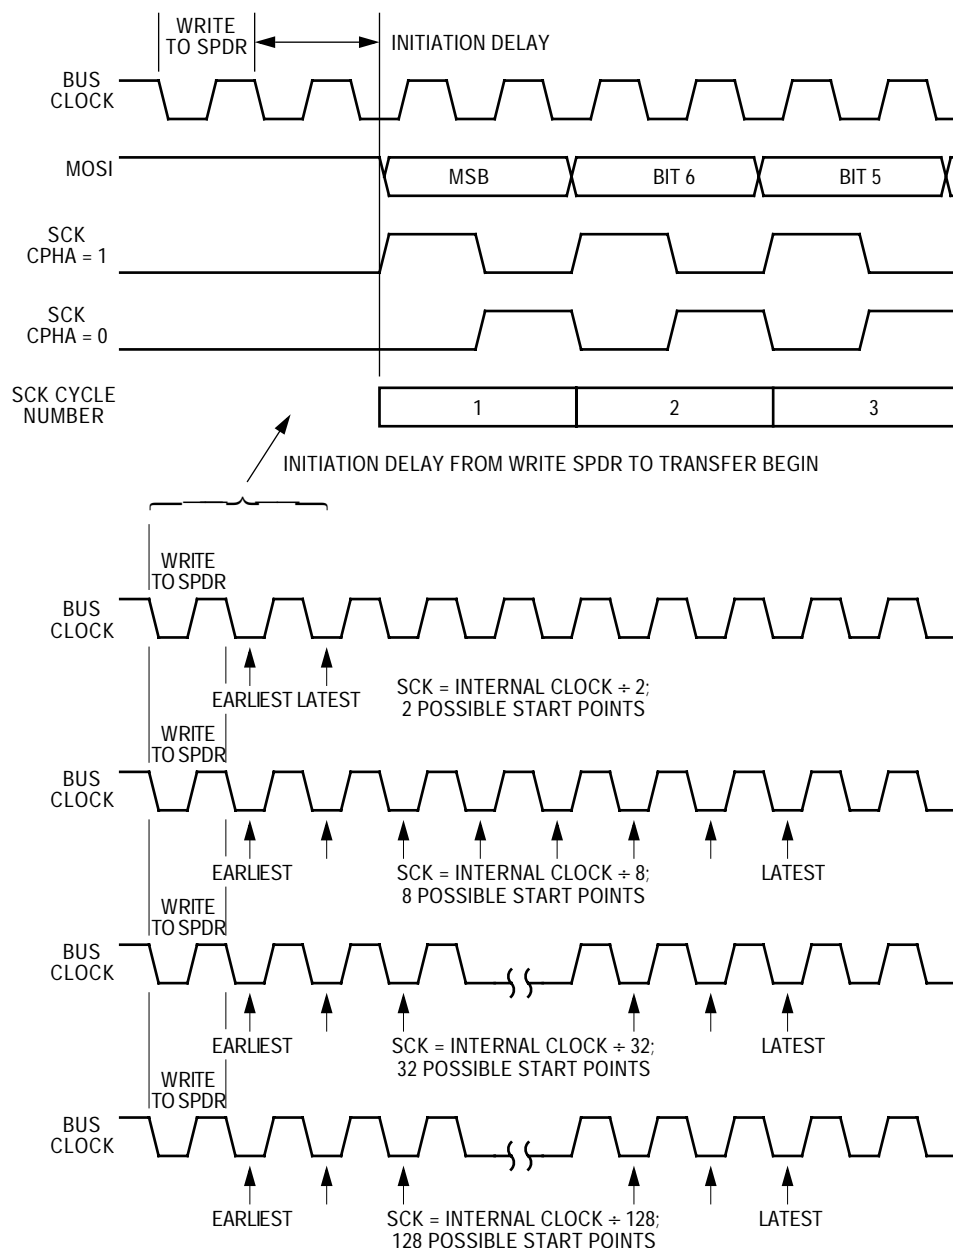 WRITE
TO SPDR
INITIATION DELAY
BUS
CLOCK
MOSI
MSB
BIT 6
BIT 5
SCK
CPHA = 1
SCK
CPHA = 0
SCK CYCLE
NUMBER
1
2
3
INITIATION DELAY FROM WRITE SPDR TO TRANSFER BEGIN
WRITE
TO SPDR
BUS
CLOCK
EARLIEST
LATEST
SCK = INTERNAL CLOCK ÷ 2;
2 POSSIBLE START POINTS
WRITE
TO SPDR
BUS
CLOCK
EARLIEST
SCK = INTERNAL CLOCK ÷ 8;
8 POSSIBLE START POINTS
LATEST
WRITE
TO SPDR
BUS
CLOCK
EARLIEST
SCK = INTERNAL CLOCK ÷ 32;
32 POSSIBLE START POINTS
LATEST
WRITE
TO SPDR
BUS
CLOCK
EARLIEST
SCK = INTERNAL CLOCK ÷ 128;
128 POSSIBLE START POINTS
LATEST